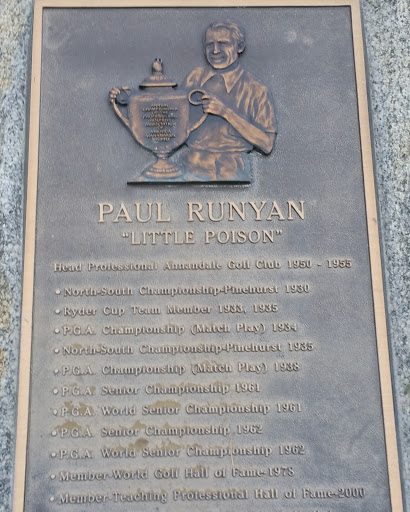 PAUL RUNYAN
"LITTLE POISON"
Head Professional Annandale Golf Club 1950 - 1955
• North-South Championship-Pinehurst 1930
• Ryder Cup Team Member 1933, 1935
• P.G.A. Championship (Match Play) 1934
• North-South Championship-Pinehurst 1935
• P.G.A. Championship (Match Play) 1938
• P.G.A. Senior Championship 1961
• P.G.A. World Senior Championship 1961
• P.G.A. Senior Championship 1962
• P.G.A. World Senior Championship 1962
• Member-World Golf Hall of Fame-1978
• Member-Teaching Professional Hall of Fame-2000